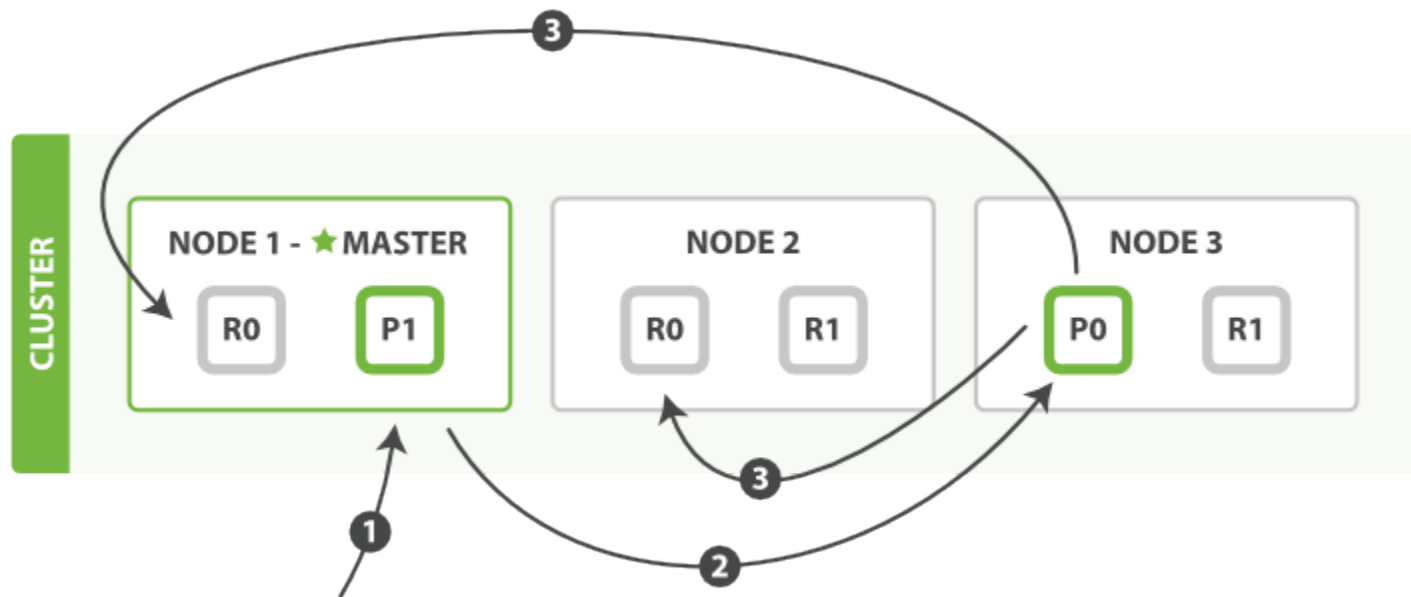 3
CLUSTER
NODE 1 - ★ MASTER
R0
P1
NODE 2
R0
R1
NODE 3
P0
R1
3
1
2